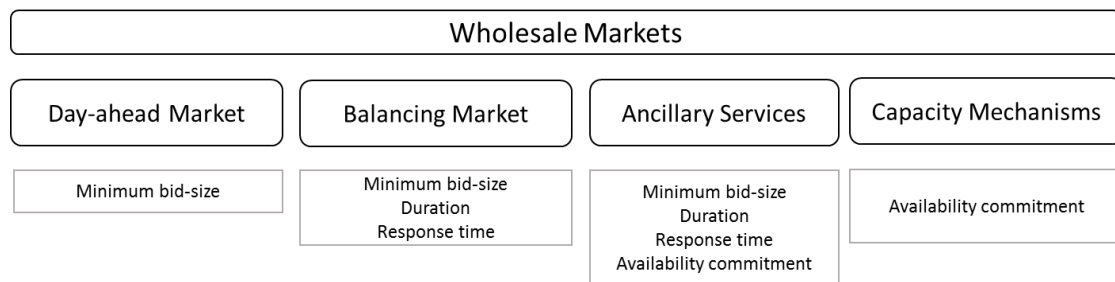 Wholesale Markets
Day-ahead Market
Balancing Market
Ancillary Services
Capacity Mechanisms
Minimum bid-size
Minimum bid-size
Duration
Response time
Minimum bid-size
Duration
Response time
Availability commitment
Availability commitment